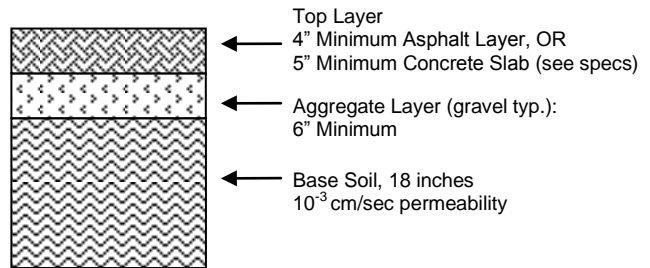 Top Layer
4” Minimum Asphalt Layer, OR
5” Minimum Concrete Slab (see specs)
Aggregate Layer (gravel typ.):
6” Minimum
Base Soil, 18 inches
10⁻³ cm/sec permeability